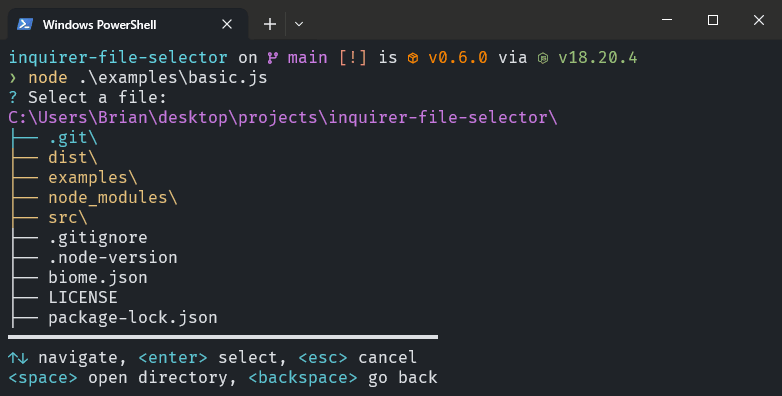 Windows PowerShell
inquirer-file-selector on main [!] is v0.6.0 via v18.20.4
❯ node .\examples\basic.js
? Select a file:
C:\Users\Brian\desktop\projects\inquirer-file-selector\
├── .git\
├── dist\
├── examples\
├── node_modules\
├── src\
├── .gitignore
├── .node-version
├── biome.json
├── LICENSE
├── package-lock.json
↑↓ navigate, <enter> select, <esc> cancel
<space> open directory, <backspace> go back